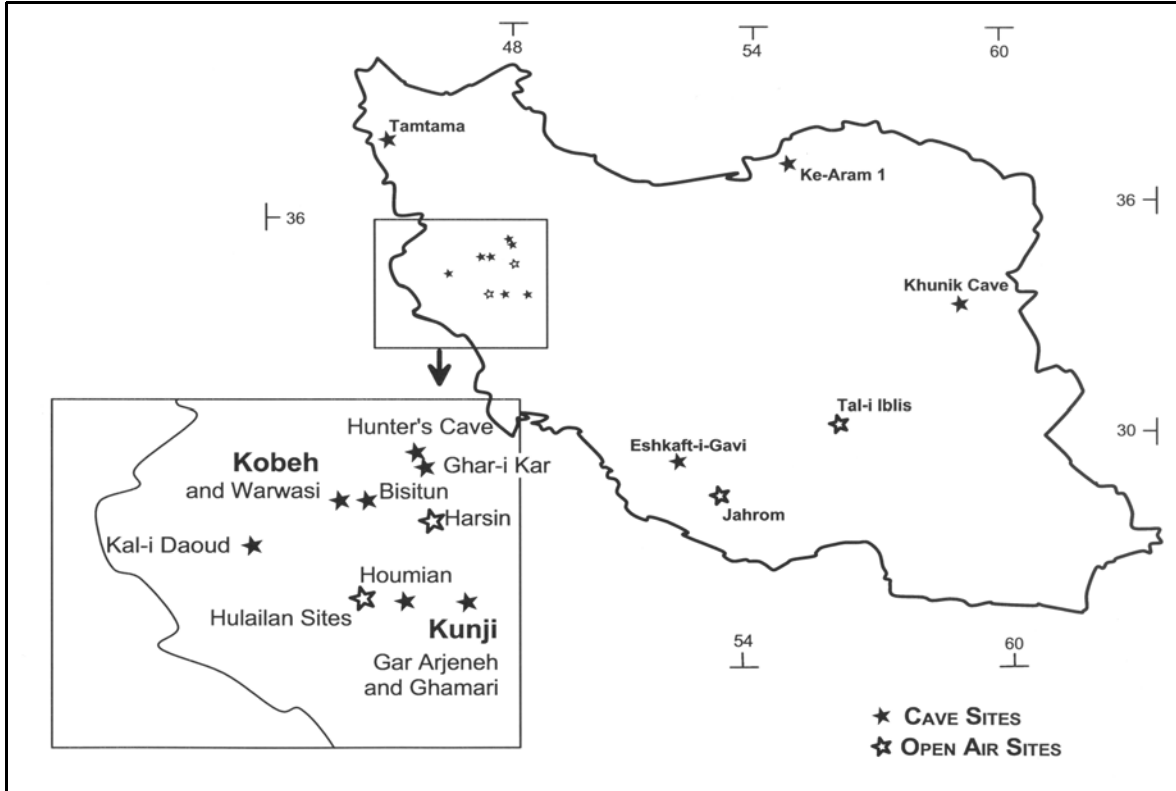 48
54
60
Tamtama
Ke-Aram 1
36
36
Khunik Cave
Tal-i Iblis
30
Eshkaft-i-Gavi
Jahrom
Hunter's Cave
Ghar-i Kar
Kobeh
and Warwasi
Bisitun
Harsin
Kal-i Daoud
Houmian
Hulailan Sites
Kunji
Gar Arjeneh
and Ghamari
54
60
CAVE SITES
OPEN AIR SITES